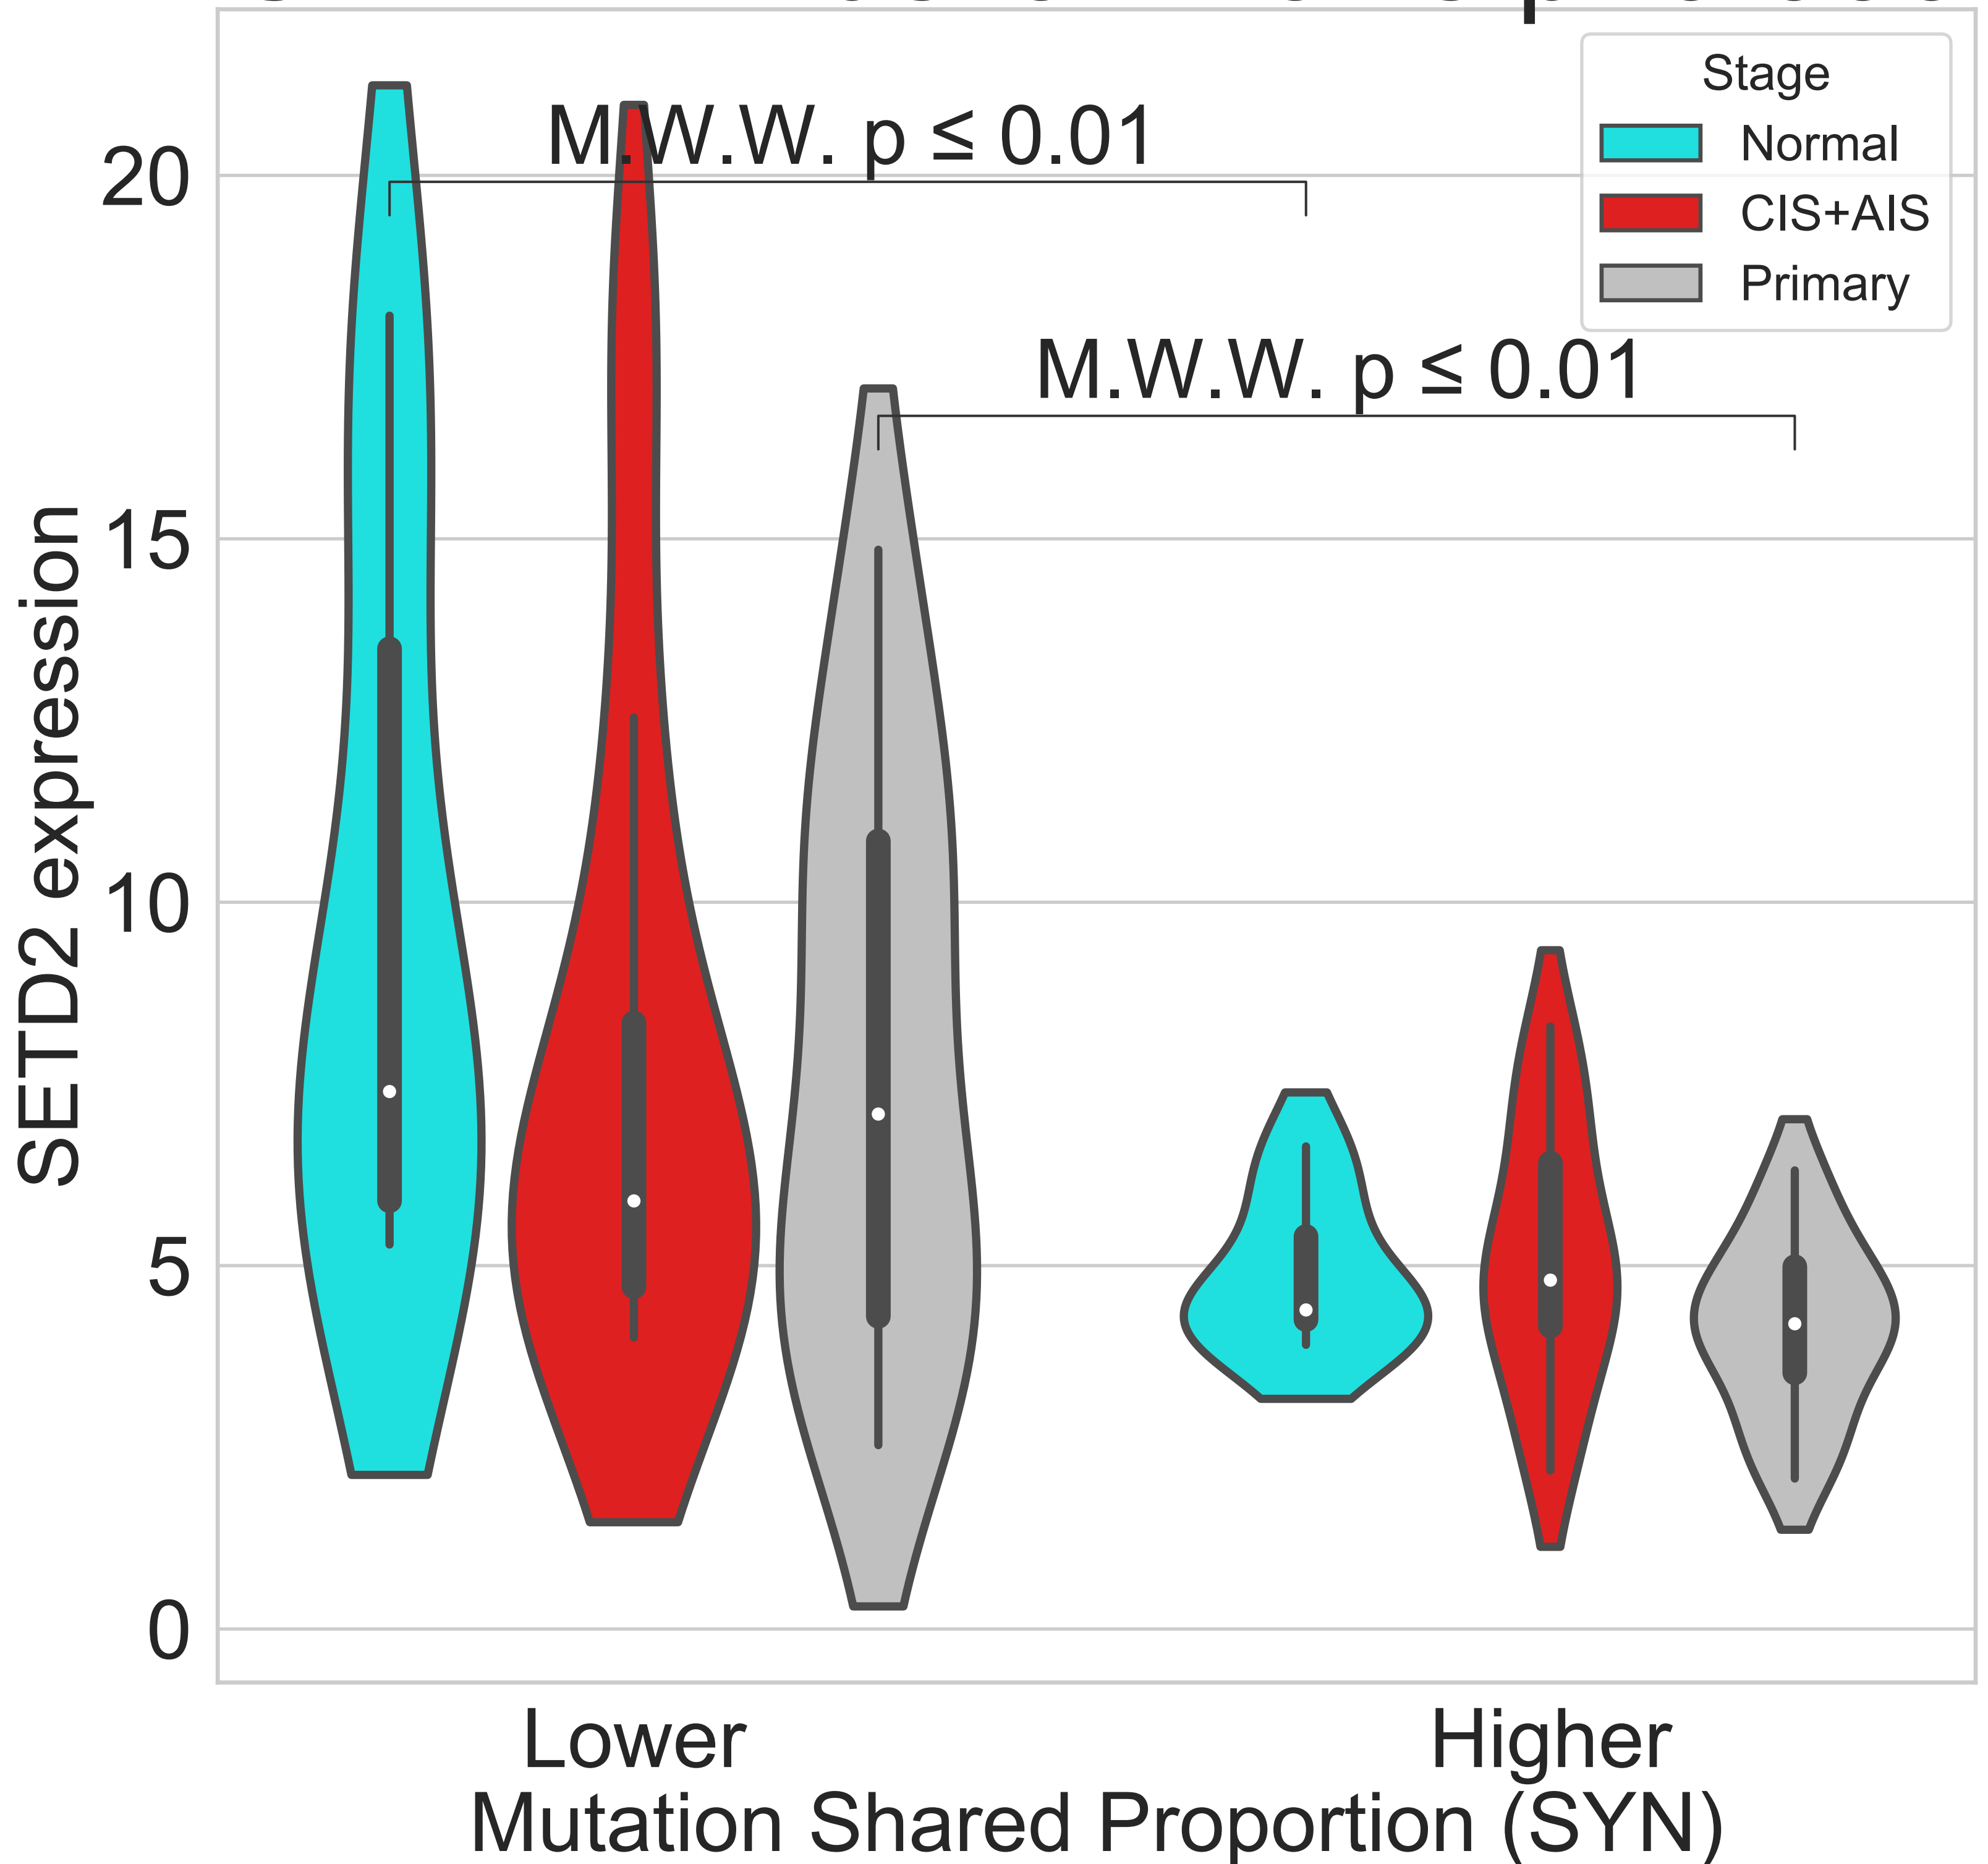 Stage
Normal
CIS+AIS
Primary
M.W.W. p ≤ 0.01
M.W.W. p ≤ 0.01
20
15
10
5
0
SETD2 expression
Lower
Higher
Mutation Shared Proportion (SYN)